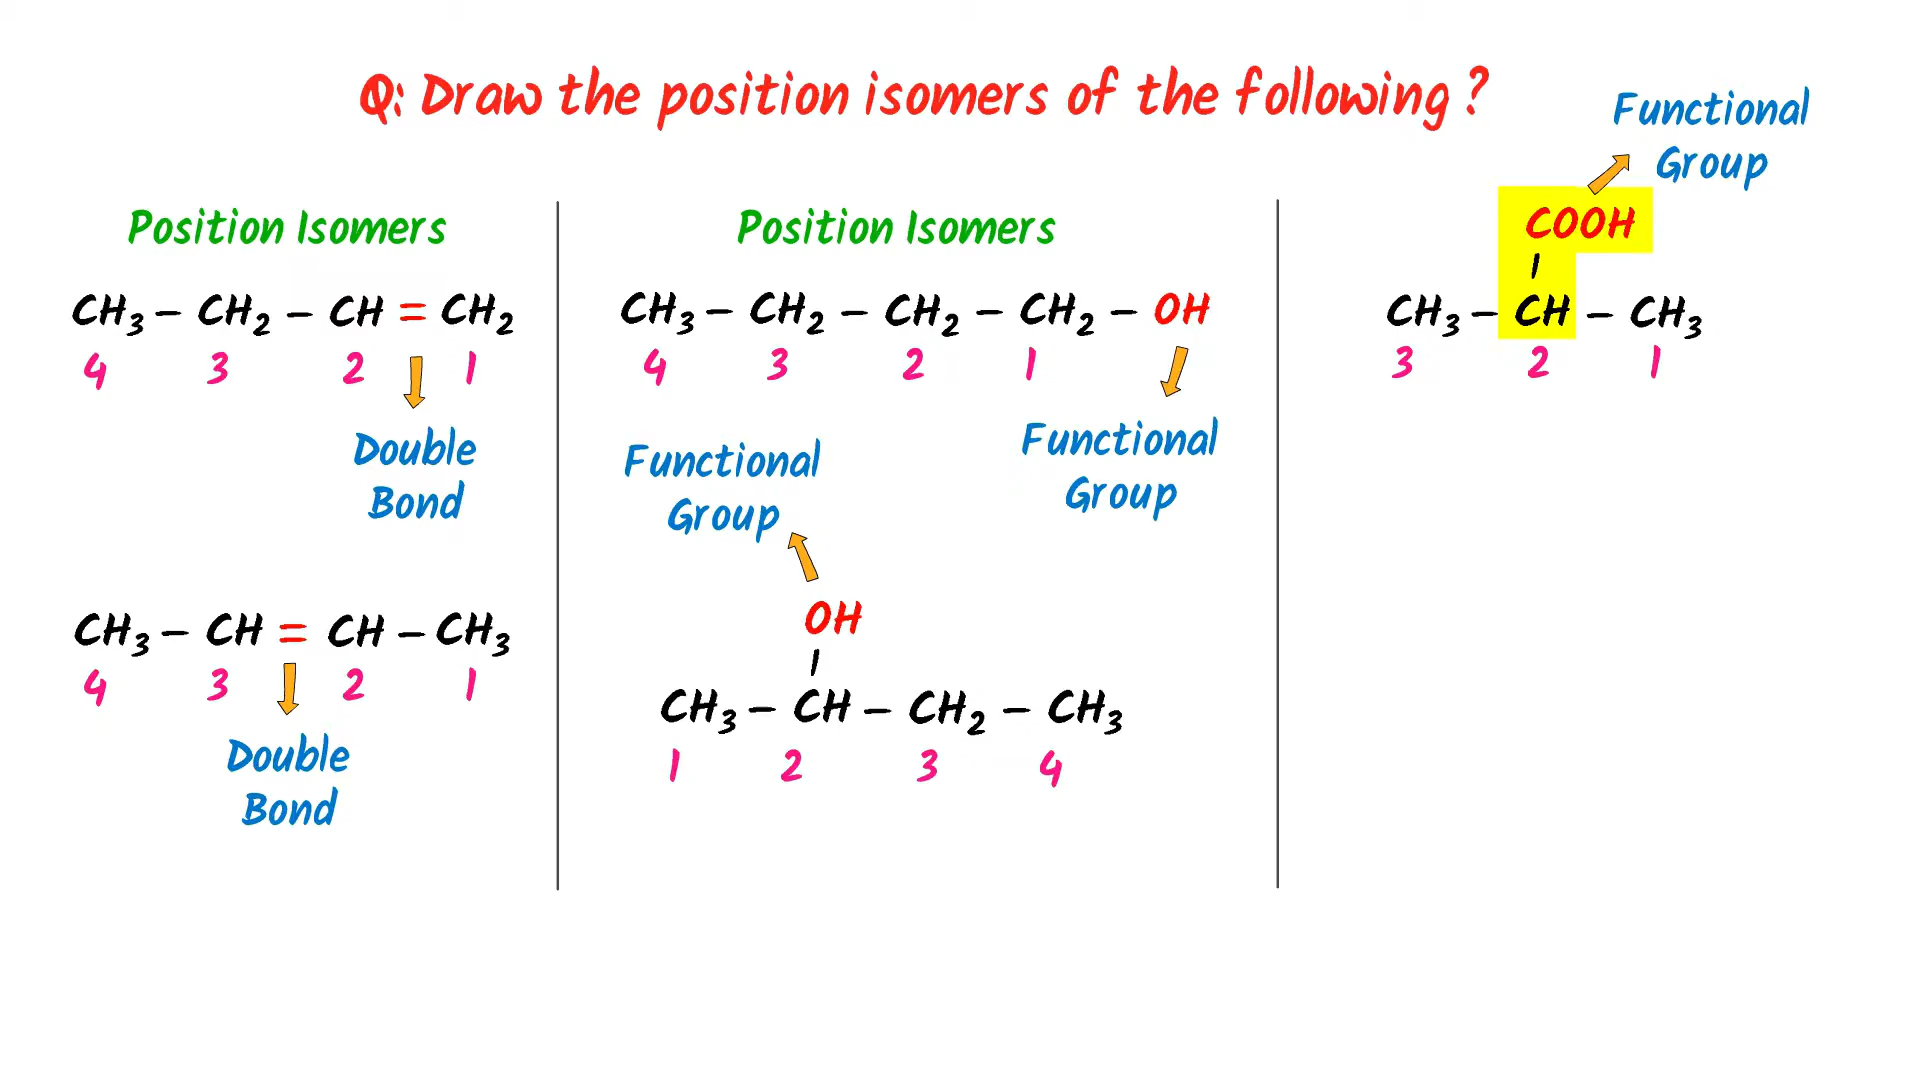 Q: Draw the position isomers of the following ?
Position Isomers
CH₃ – CH₂ – CH = CH₂
4 3 2 1
Double
Bond
CH₃ – CH = CH – CH₃
4 3 2 1
Double
Bond
Position Isomers
CH₃ – CH₂ – CH₂ – CH₂ – OH
4 3 2 1
Functional
Group
Functional
Group
OH
CH₃ – CH – CH₂ – CH₃
1 2 3 4
Functional
Group
COOH
CH₃ – CH – CH₃
3 2 1